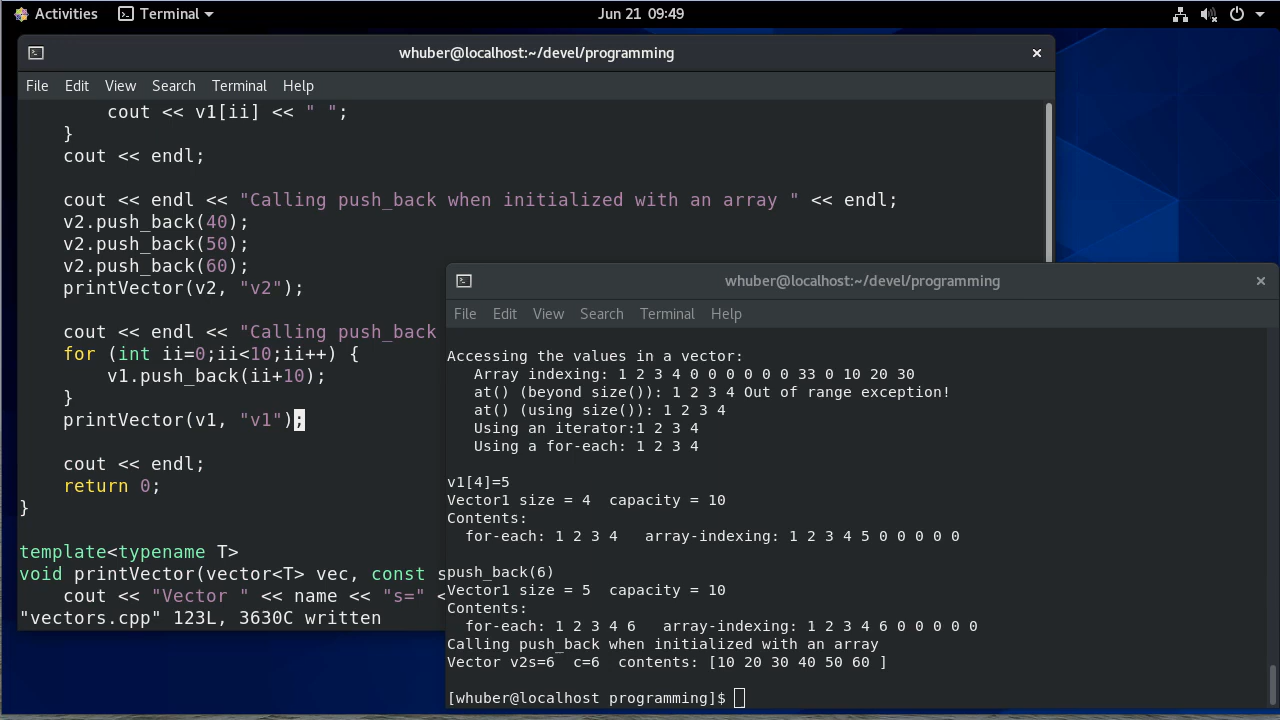 Activities Terminal Jun 21 09:49
whuber@localhost:~/devel/programming
File Edit View Search Terminal Help
        cout << v1[ii] << " ";
    }
    cout << endl;

    cout << endl << "Calling push_back when initialized with an array " << endl;
    v2.push_back(40);
    v2.push_back(50);
    v2.push_back(60);
    printVector(v2, "v2");

    cout << endl << "Calling push_back
    for (int ii=0;ii<10;ii++) {
        v1.push_back(ii+10);
    }
    printVector(v1, "v1");

    cout << endl;
    return 0;
}

template<typename T>
void printVector(vector<T> vec, const s
    cout << "Vector " << name << "s=" <
"vectors.cpp" 123L, 3630C written
whuber@localhost:~/devel/programming
File Edit View Search Terminal Help
Accessing the values in a vector:
   Array indexing: 1 2 3 4 0 0 0 0 0 0 33 0 10 20 30
   at() (beyond size()): 1 2 3 4 Out of range exception!
   at() (using size()): 1 2 3 4
   Using an iterator:1 2 3 4
   Using a for-each: 1 2 3 4

v1[4]=5
Vector1 size = 4  capacity = 10
Contents:
  for-each: 1 2 3 4   array-indexing: 1 2 3 4 5 0 0 0 0 0

push_back(6)
Vector1 size = 5  capacity = 10
Contents:
  for-each: 1 2 3 4 6   array-indexing: 1 2 3 4 6 0 0 0 0 0
Calling push_back when initialized with an array
Vector v2s=6  c=6  contents: [10 20 30 40 50 60 ]

[whuber@localhost programming]$